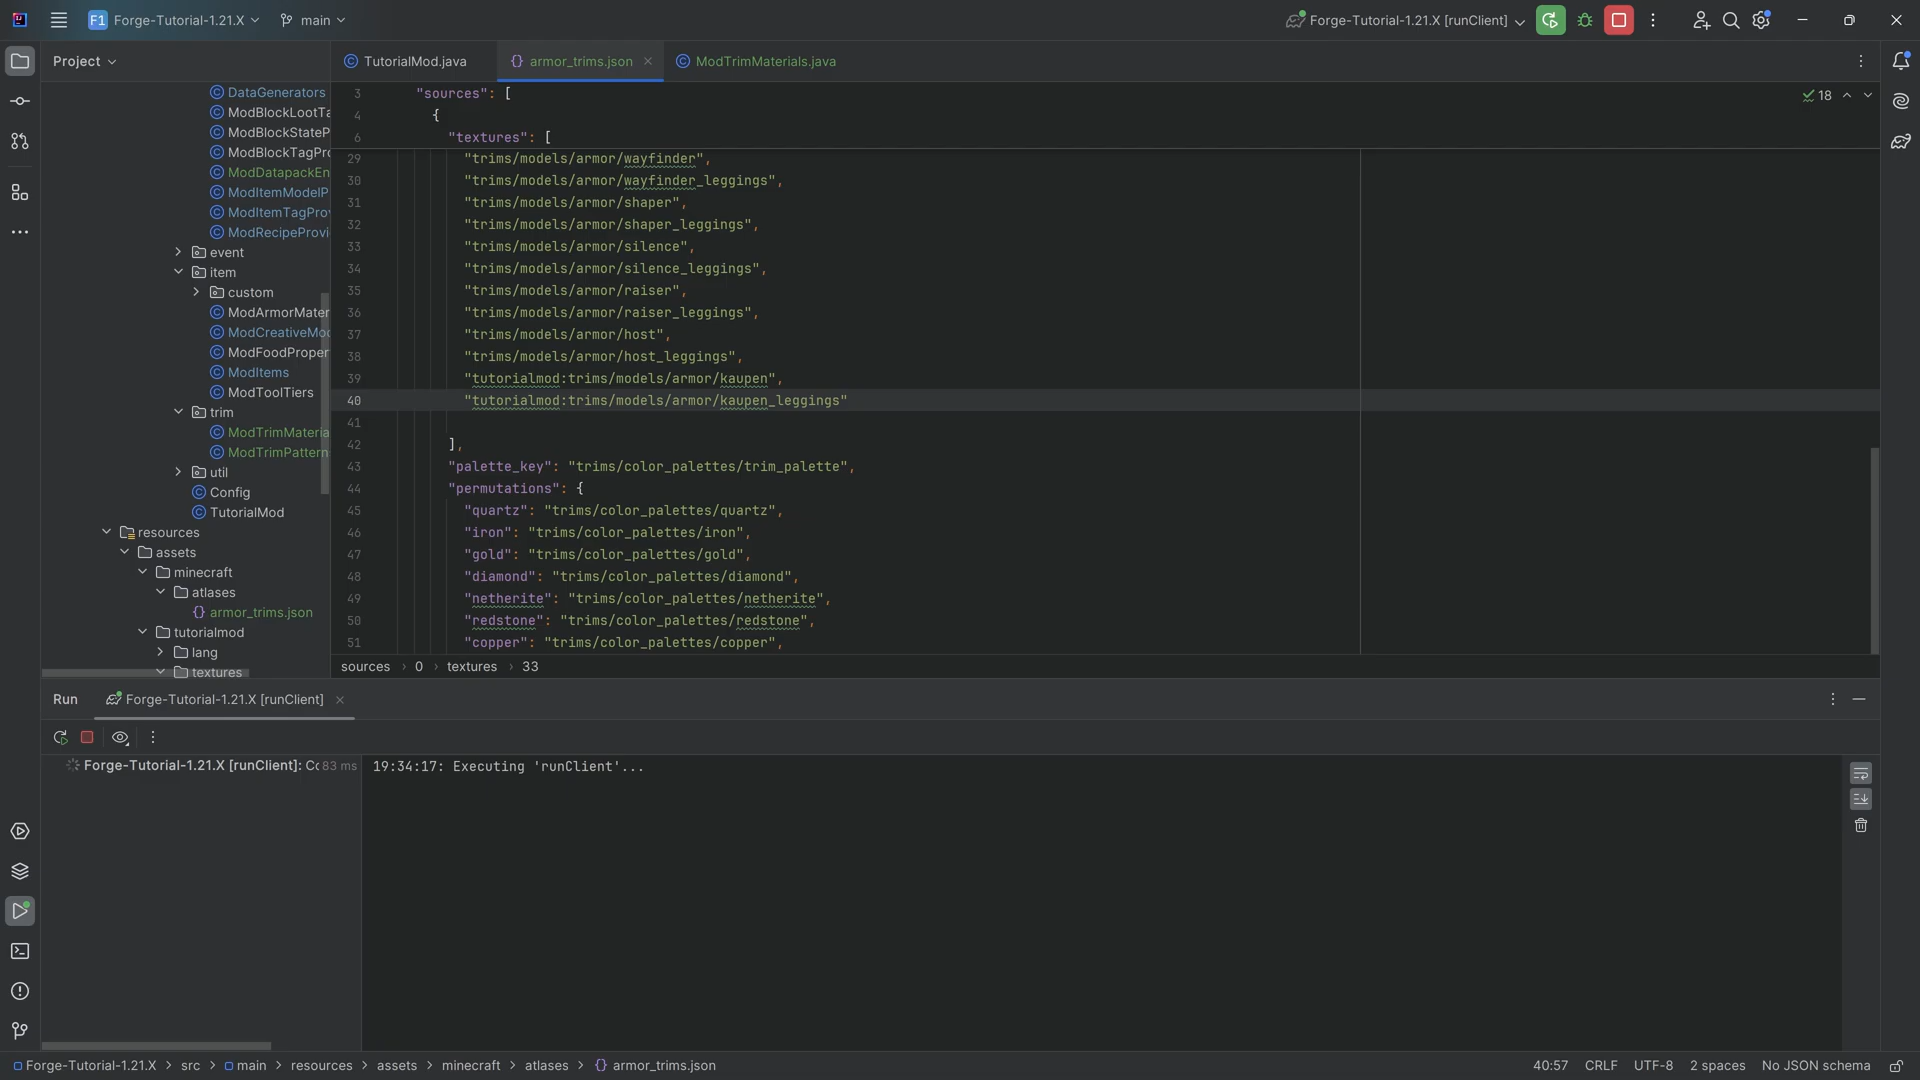 F1 Forge-Tutorial-1.21.X main
Forge-Tutorial-1.21.X [runClient]
Project
TutorialMod.java
armor_trims.json
ModTrimMaterials.java
DataGenerators
ModBlockLootTa
ModBlockStateP
ModBlockTagPro
ModDatapackEn
ModItemModelP
ModItemTagProv
ModRecipeProvi
event
item
custom
ModArmorMater
ModCreativeMod
ModFoodProper
ModItems
ModToolTiers
trim
ModTrimMateria
ModTrimPattern
util
Config
TutorialMod
resources
assets
minecraft
atlases
armor_trims.json
tutorialmod
lang
textures
18
3 "sources": [
4 {
6 "textures": [
29 "trims/models/armor/wayfinder",
30 "trims/models/armor/wayfinder_leggings",
31 "trims/models/armor/shaper",
32 "trims/models/armor/shaper_leggings",
33 "trims/models/armor/silence",
34 "trims/models/armor/silence_leggings",
35 "trims/models/armor/raiser",
36 "trims/models/armor/raiser_leggings",
37 "trims/models/armor/host",
38 "trims/models/armor/host_leggings",
39 "tutorialmod:trims/models/armor/kaupen",
40 "tutorialmod:trims/models/armor/kaupen_leggings"
41
42 ],
43 "palette_key": "trims/color_palettes/trim_palette",
44 "permutations": {
45 "quartz": "trims/color_palettes/quartz",
46 "iron": "trims/color_palettes/iron",
47 "gold": "trims/color_palettes/gold",
48 "diamond": "trims/color_palettes/diamond",
49 "netherite": "trims/color_palettes/netherite",
50 "redstone": "trims/color_palettes/redstone",
51 "copper": "trims/color_palettes/copper",
sources › 0 › textures › 33
Run Forge-Tutorial-1.21.X [runClient]
Forge-Tutorial-1.21.X [runClient]: Co 83 ms
19:34:17: Executing 'runClient'...
Forge-Tutorial-1.21.X › src › main › resources › assets › minecraft › atlases › armor_trims.json
40:57 CRLF UTF-8 2 spaces No JSON schema